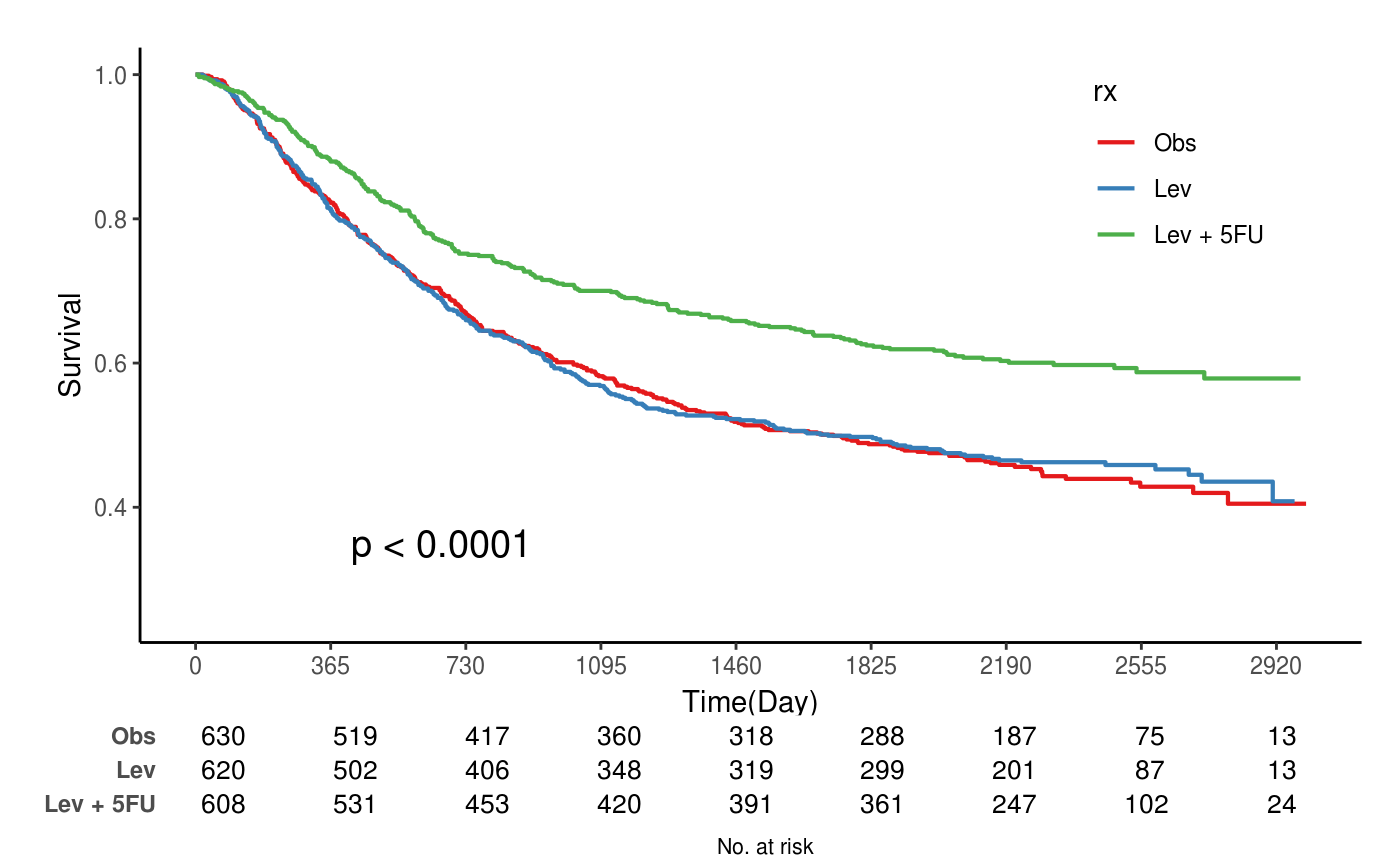 rx
Obs
Lev
Lev + 5FU
Survival
1.0
0.8
0.6
0.4
p < 0.0001
0 365 730 1095 1460 1825 2190 2555 2920
Time(Day)
Obs 630 519 417 360 318 288 187 75 13
Lev 620 502 406 348 319 299 201 87 13
Lev + 5FU 608 531 453 420 391 361 247 102 24
No. at risk